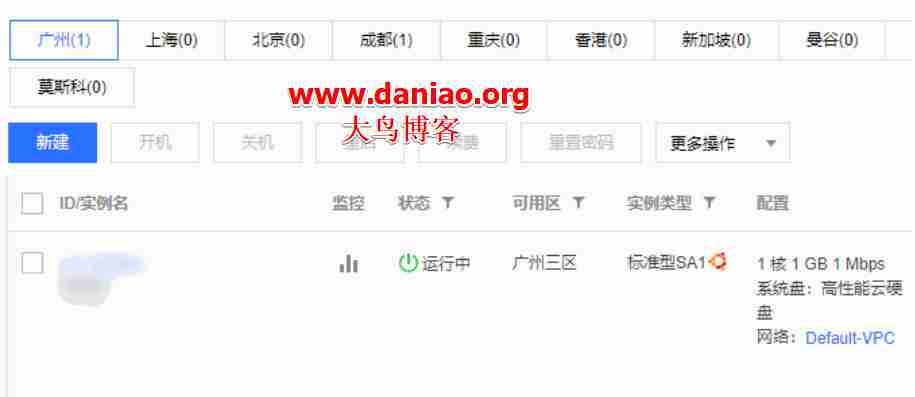 广州(1) 上海(0) 北京(0) 成都(1) 重庆(0) 香港(0) 新加坡(0) 曼谷(0)
莫斯科(0)
www.daniao.org
大鸟博客
新建 开机 关机 重启 续费 重置密码 更多操作
ID/实例名 监控 状态 可用区 实例类型 配置
运行中 广州三区 标准型SA1 1 核 1 GB 1 Mbps
系统盘：高性能云硬
盘
网络：Default-VPC